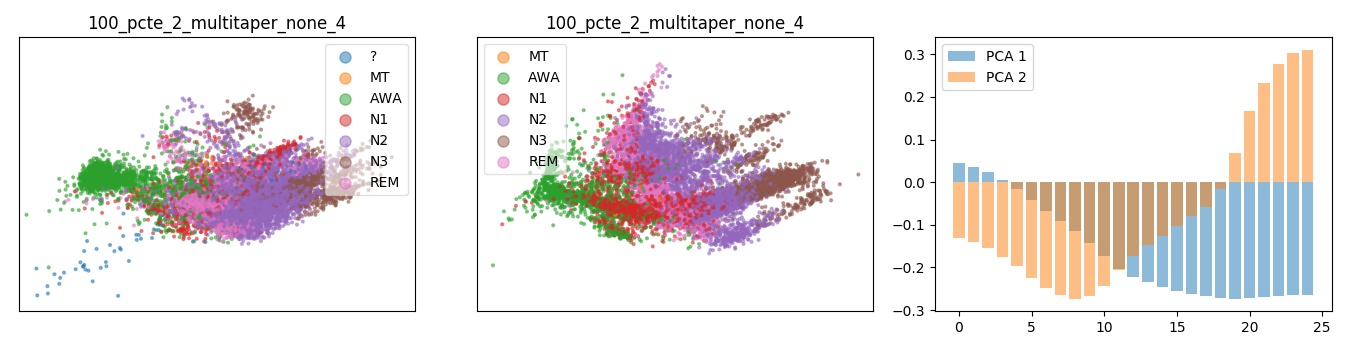 100_pcte_2_multitaper_none_4
?
MT
AWA
N1
N2
N3
REM
100_pcte_2_multitaper_none_4
MT
AWA
N1
N2
N3
REM
PCA 1
PCA 2
0.3
0.2
0.1
0.0
−0.1
−0.2
−0.3
0 5 10 15 20 25